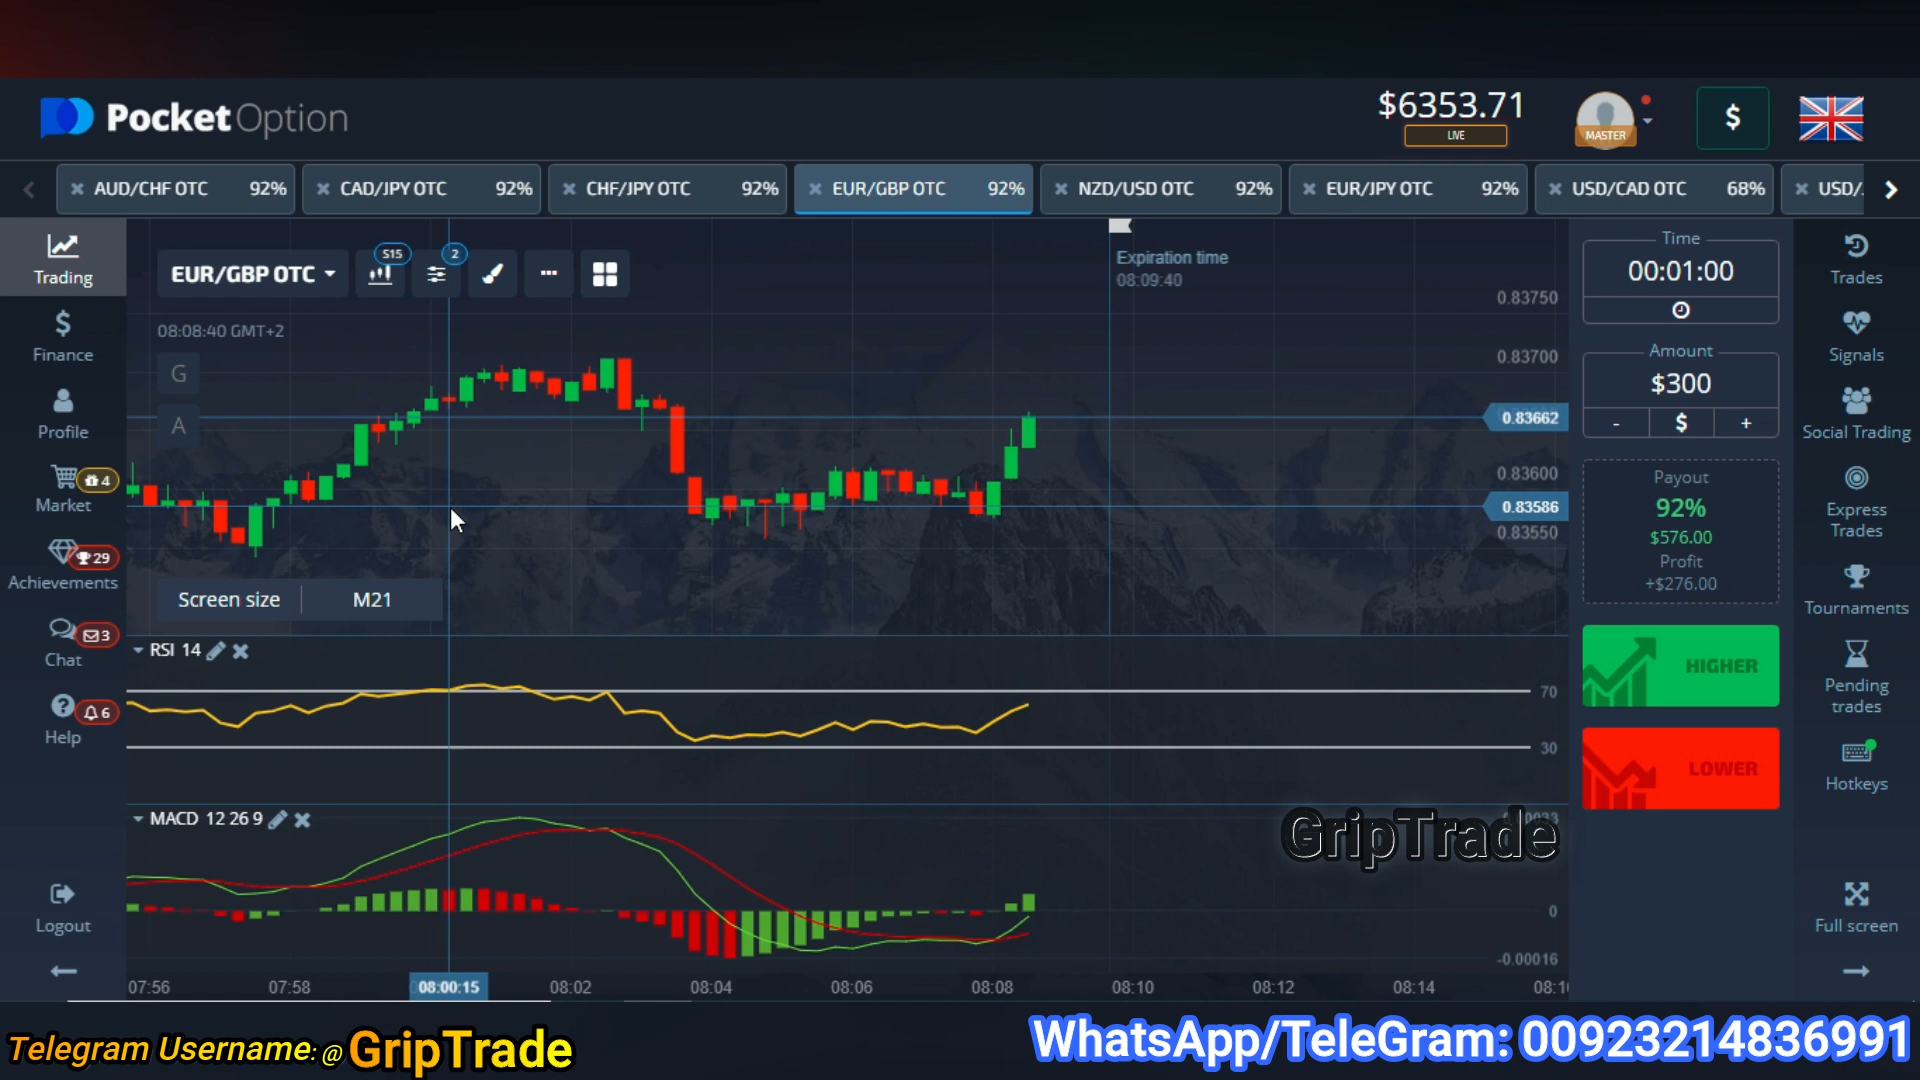 PocketOption
$6353.71
LIVE
MASTER
$
AUD/CHF OTC 92%
CAD/JPY OTC 92%
CHF/JPY OTC 92%
EUR/GBP OTC 92%
NZD/USD OTC 92%
EUR/JPY OTC 92%
USD/CAD OTC 68%
USD/
Trading
Finance
Profile
Market
4
Achievements
29
Chat
3
Help
6
Logout
EUR/GBP OTC
S15
2
08:08:40 GMT+2
G
A
Screen size M21
Expiration time
08:09:40
0.83750
0.83700
0.83662
0.83600
0.83586
0.83550
RSI 14
70
30
MACD 12 26 9
0
-0.00016
GripTrade
07:56 07:58 08:00:15 08:02 08:04 08:06 08:08 08:10 08:12 08:14
Time
00:01:00
Amount
$300
- $ +
Payout
92%
$576.00
Profit
+$276.00
HIGHER
LOWER
Trades
Signals
Social Trading
Express
Trades
Tournaments
Pending
trades
Hotkeys
Full screen
Telegram Username: @GripTrade
WhatsApp/TeleGram: 00923214836991